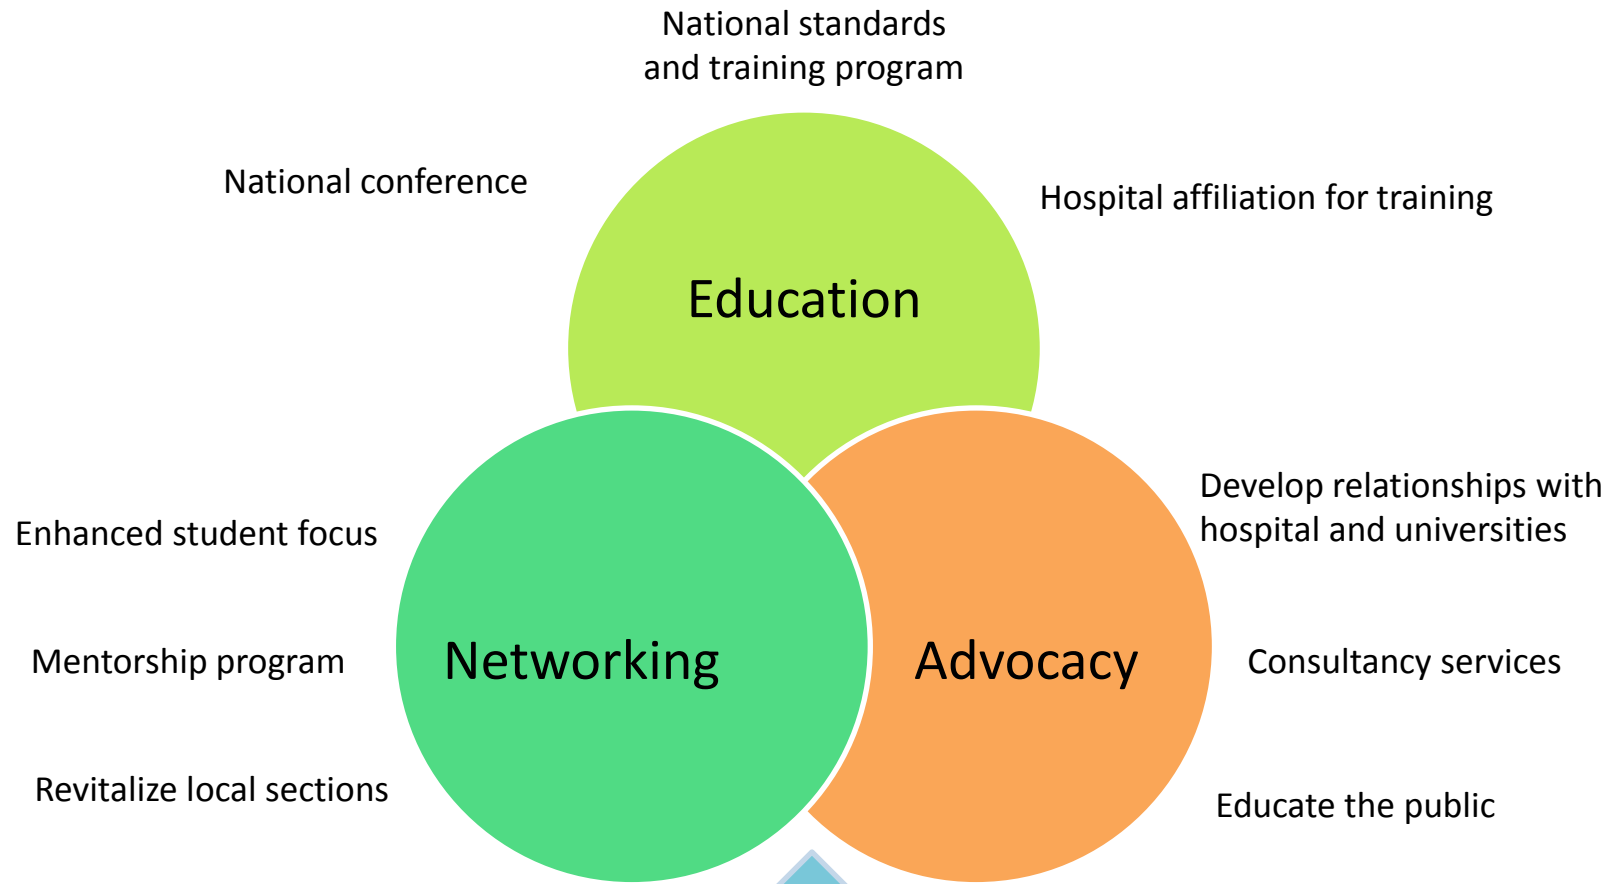 National standards
and training program
National conference
Hospital affiliation for training
Education
Enhanced student focus
Mentorship program
Revitalize local sections
Networking
Advocacy
Develop relationships with
hospital and universities
Consultancy services
Educate the public